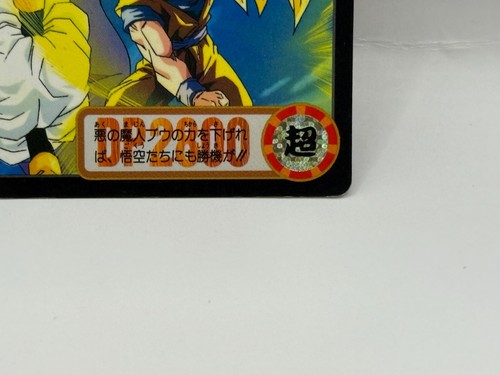 悪の魔人ブウの力を下げれ
ば、悟空たちにも勝機が!!
超